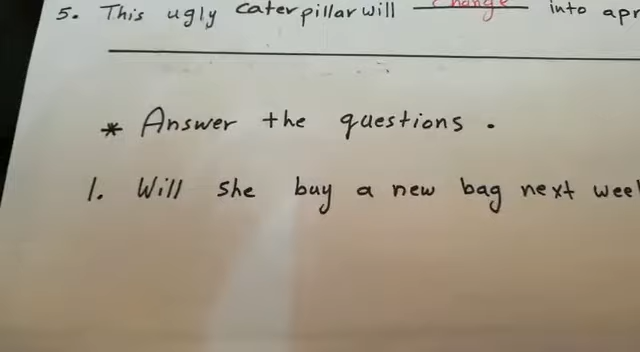 5. This ugly caterpillar will change into
* Answer the questions.
1. Will she buy a new bag next